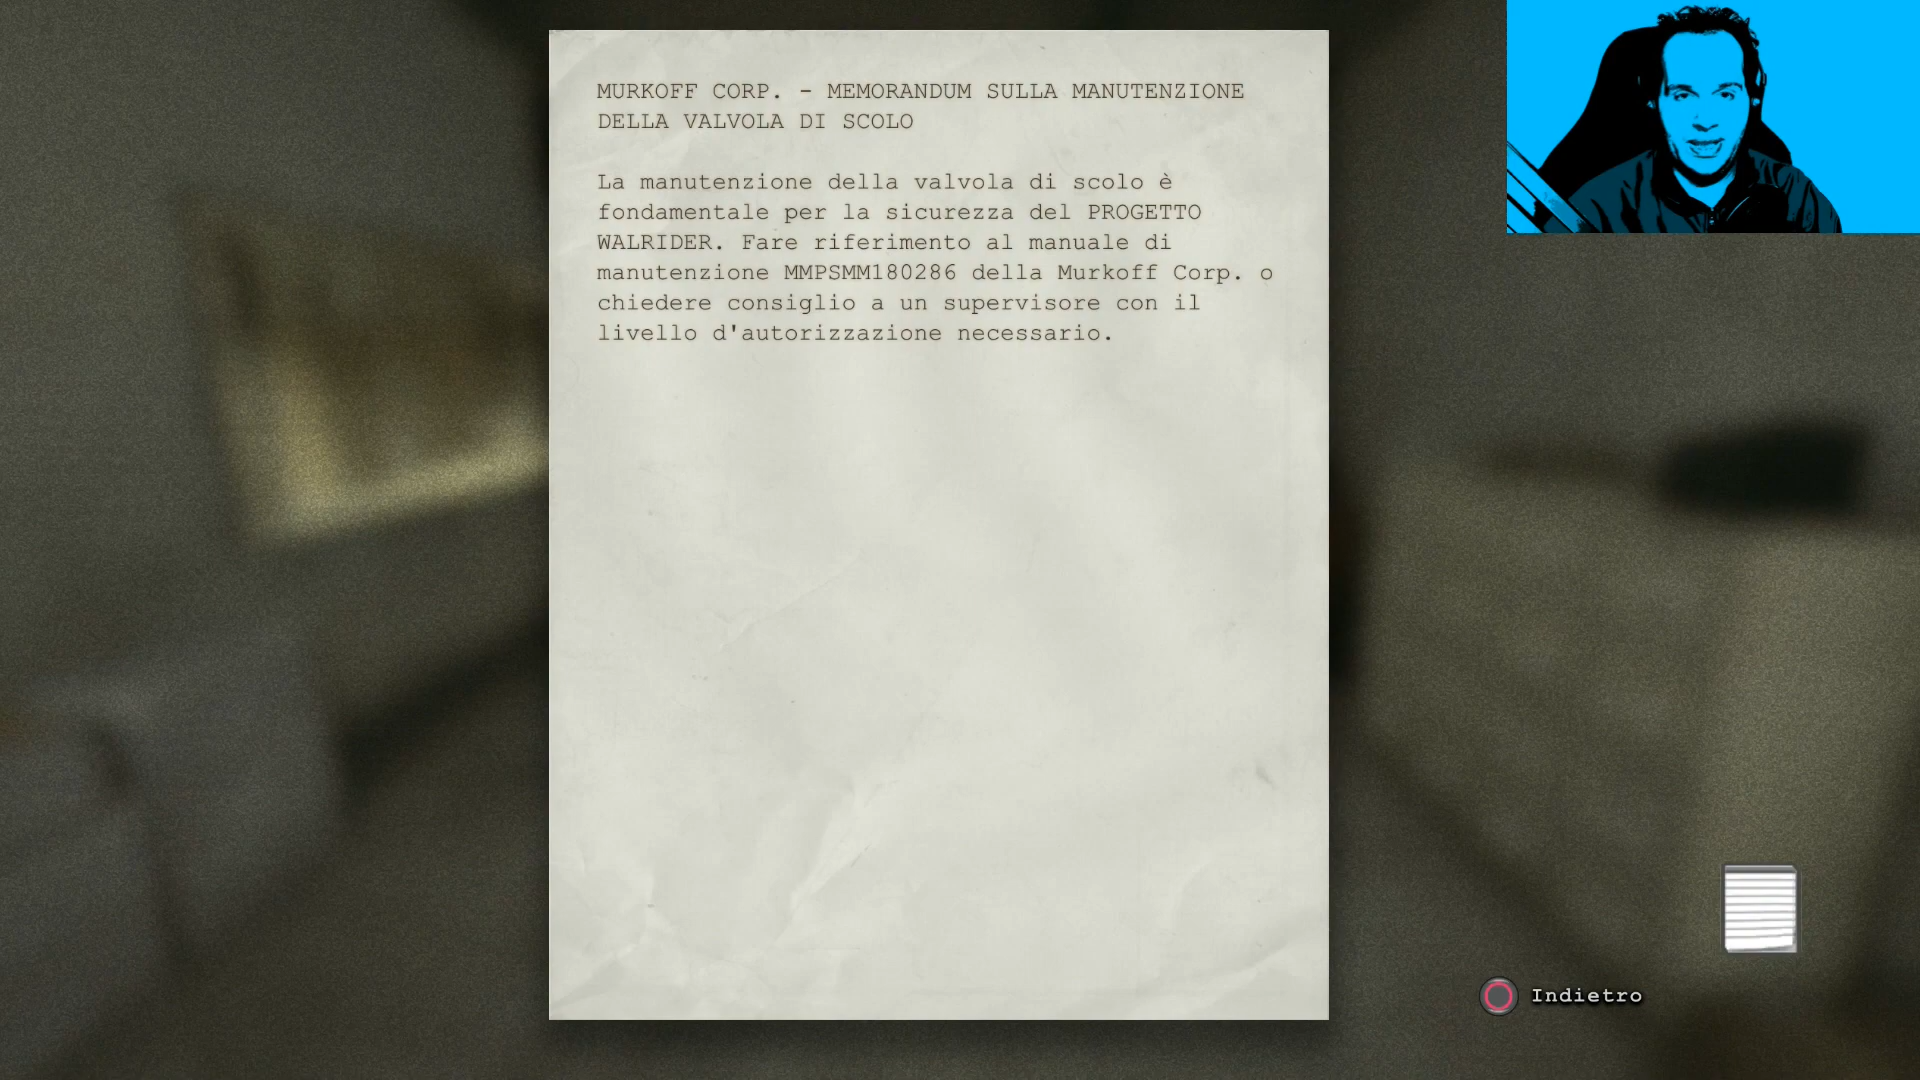 MURKOFF CORP. - MEMORANDUM SULLA MANUTENZIONE
DELLA VALVOLA DI SCOLO
La manutenzione della valvola di scolo è
fondamentale per la sicurezza del PROGETTO
WALRIDER. Fare riferimento al manuale di
manutenzione MMPSMM180286 della Murkoff Corp. o
chiedere consiglio a un supervisore con il
livello d'autorizzazione necessario.
Indietro